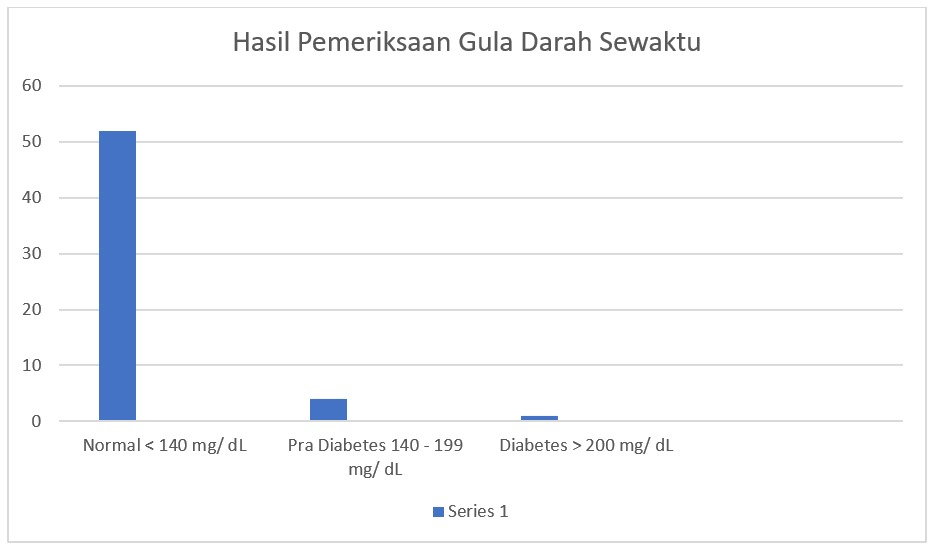 Hasil Pemeriksaan Gula Darah Sewaktu
60
50
40
30
20
10
0
Normal < 140 mg/ dL
Pra Diabetes 140 - 199
mg/ dL
Diabetes > 200 mg/ dL
Series 1